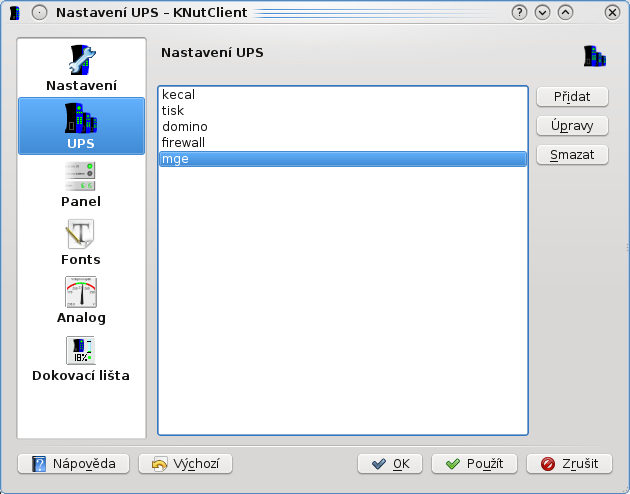 Nastavení UPS – KNutClient
Nastavení
UPS
Panel
Fonts
Analog
18%
Dokovací lišta
Nastavení UPS
kecal
tisk
domino
firewall
mge
Přidat
Úpravy
Smazat
Nápověda
Výchozí
OK
Použít
Zrušit